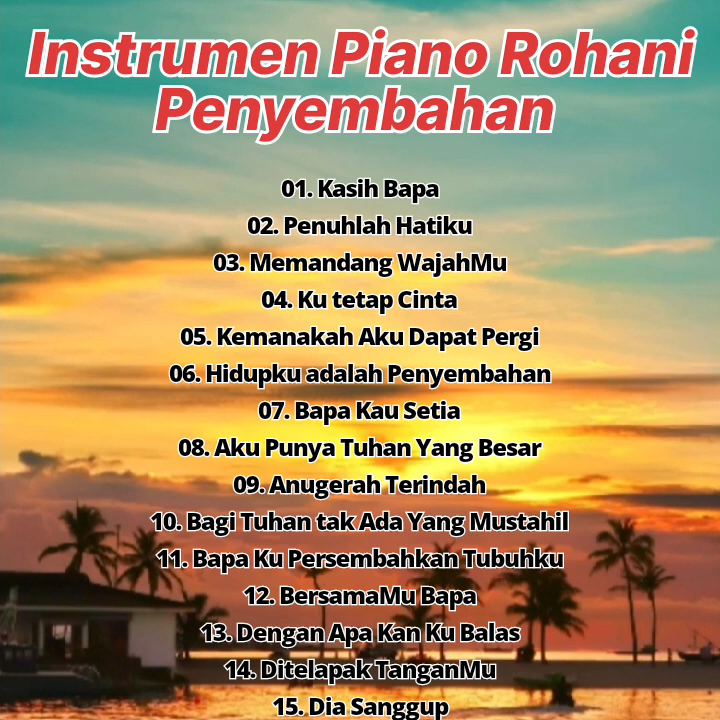 Instrumen Piano Rohani
Penyembahan
01. Kasih Bapa
02. Penuhlah Hatiku
03. Memandang WajahMu
04. Ku tetap Cinta
05. Kemanakah Aku Dapat Pergi
06. Hidupku adalah Penyembahan
07. Bapa Kau Setia
08. Aku Punya Tuhan Yang Besar
09. Anugerah Terindah
10. Bagi Tuhan tak Ada Yang Mustahil
11. Bapa Ku Persembahkan Tubuhku
12. BersamaMu Bapa
13. Dengan Apa Kan Ku Balas
14. Ditelapak TanganMu
15. Dia Sanggup